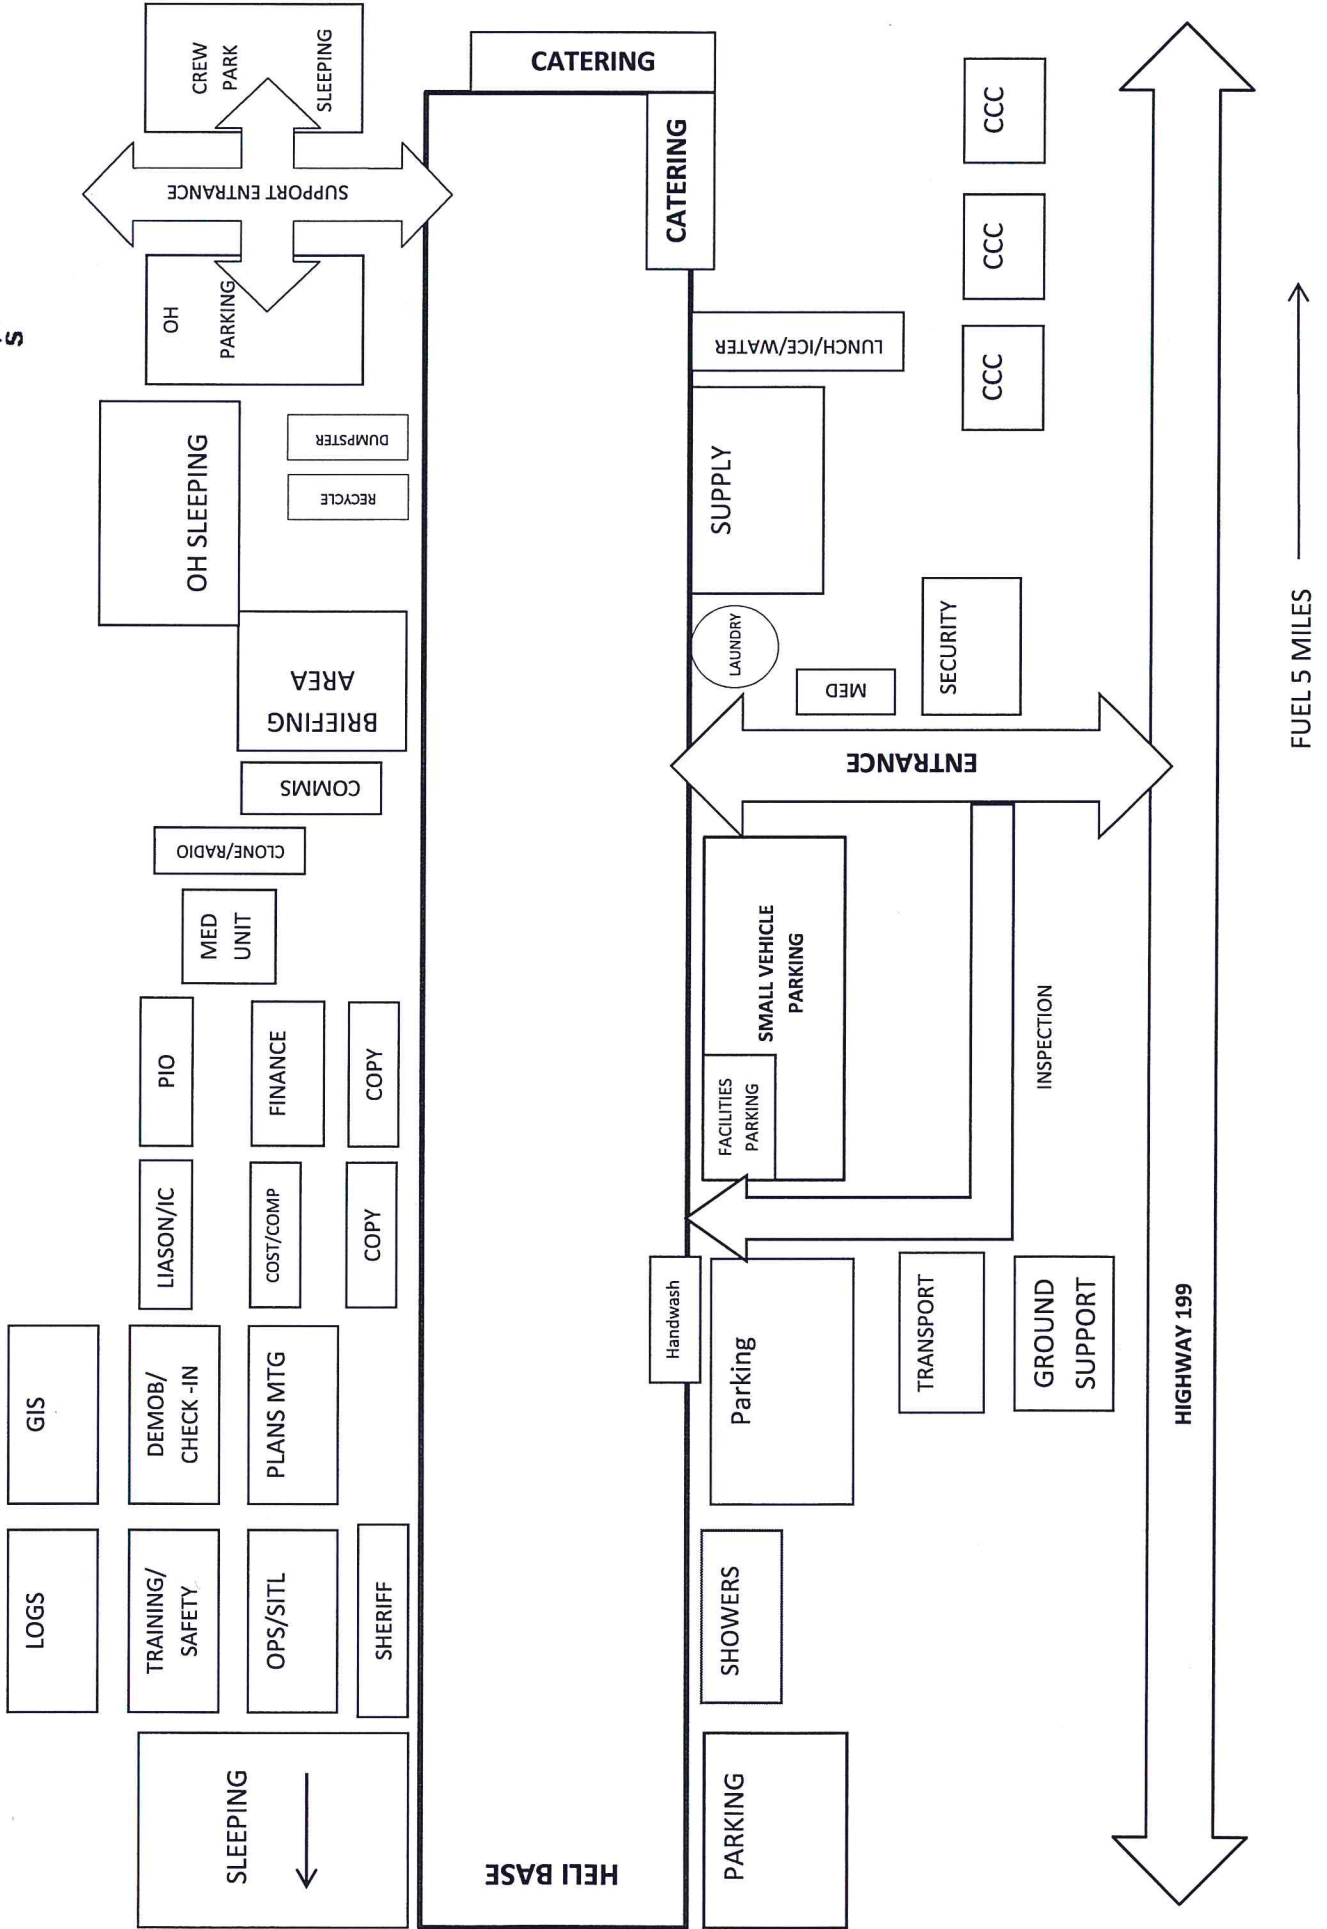 LOGS
GIS
TRAINING/
SAFETY
DEMOB/
CHECK -IN
LIASON/IC
PIO
MED
UNIT
CLONE/RADIO
OH SLEEPING
OH
PARKING
SUPPORT ENTRANCE
CREW
PARK
SLEEPING
SLEEPING
OPS/SITL
PLANS MTG
COST/COMP
FINANCE
COMMS
BRIEFING
AREA
RECYCLE
DUMPSTER
SHERIFF
COPY
COPY
HELI BASE
CATERING
CATERING
Handwash
PARKING
SHOWERS
Parking
FACILITIES
PARKING
SMALL VEHICLE
PARKING
LAUNDRY
SUPPLY
LUNCH/ICE/WATER
MED
ENTRANCE
TRANSPORT
SECURITY
CCC
CCC
CCC
GROUND
SUPPORT
INSPECTION
HIGHWAY 199
FUEL 5 MILES